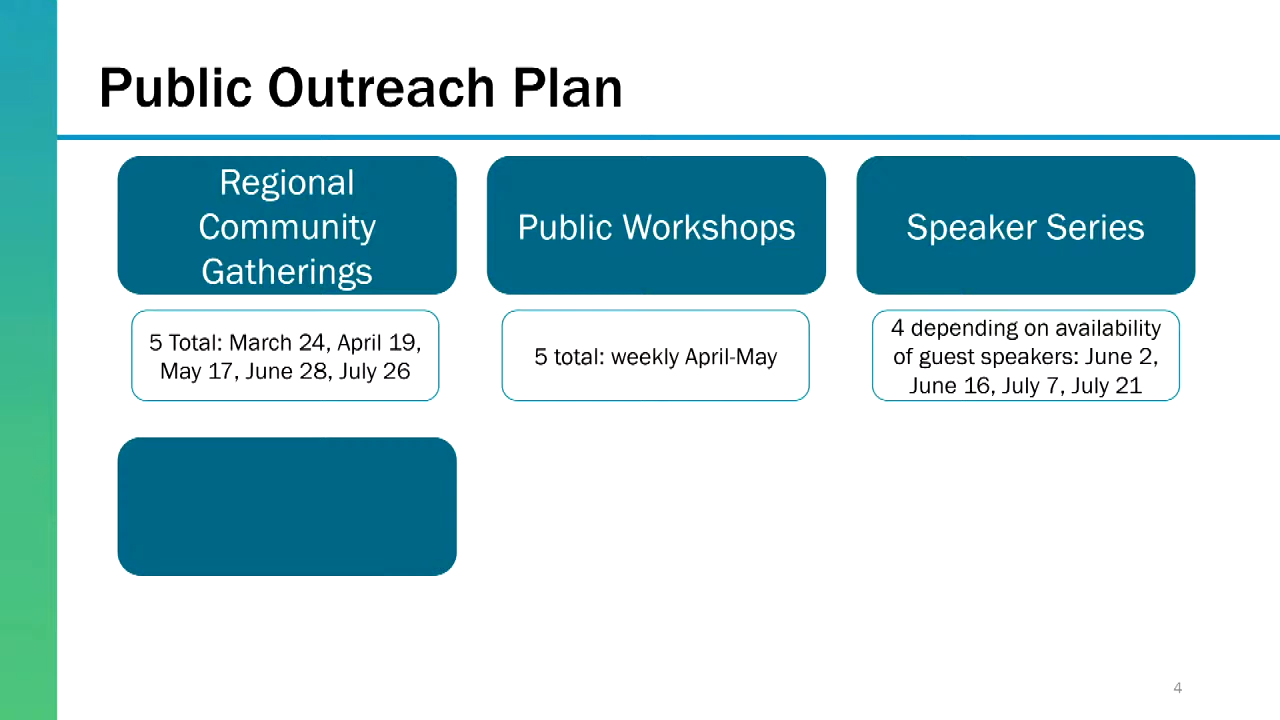 Public Outreach Plan
Regional
Community
Gatherings
Public Workshops
Speaker Series
5 Total: March 24, April 19,
May 17, June 28, July 26
5 total: weekly April-May
4 depending on availability
of guest speakers: June 2,
June 16, July 7, July 21
4